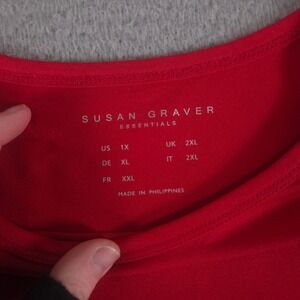 SUSAN GRAVER
ESSENTIALS
US 1X UK 2XL
DE XL IT 2XL
FR XXL
MADE IN PHILIPPINES